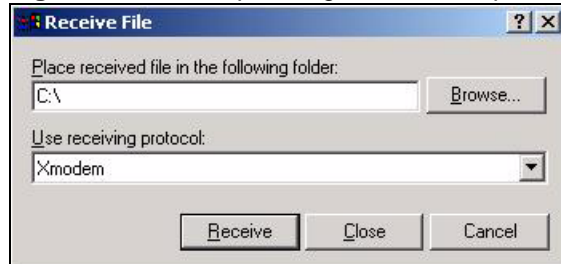 Receive File
Place received file in the following folder:
C:\
Browse...
Use receiving protocol:
Xmodem
Receive Close Cancel